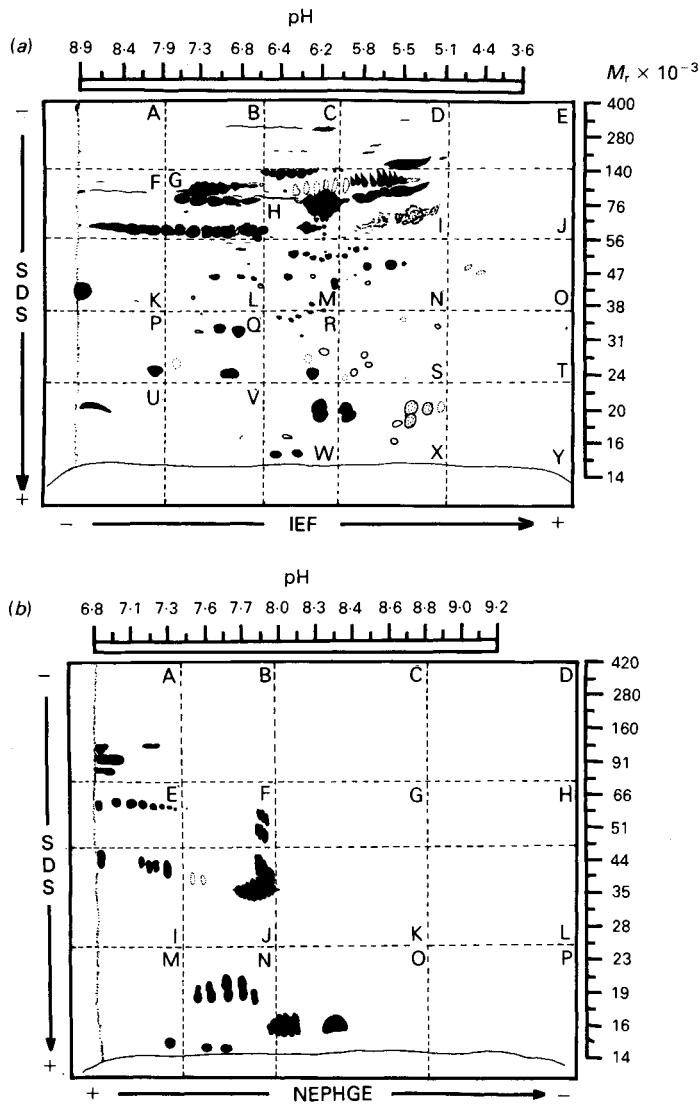 pH
(a)
8·9 8·4 7·9 7·3 6·8 6·4 6·2 5·8 5·5 5·1 4·4 3·6
Mr × 10⁻³
−
A B C D E
F G H I J
K L M N O
P Q R S T
U V W X Y
400
280
140
76
56
47
38
31
24
20
16
14
SDS
+
− IEF +
pH
(b)
6·8 7·1 7·3 7·6 7·7 8·0 8·3 8·4 8·6 8·8 9·0 9·2
−
A B C D
E F G H
I J K L
M N O P
420
280
160
91
66
51
44
35
28
23
19
16
14
SDS
+
+ NEPHGE −